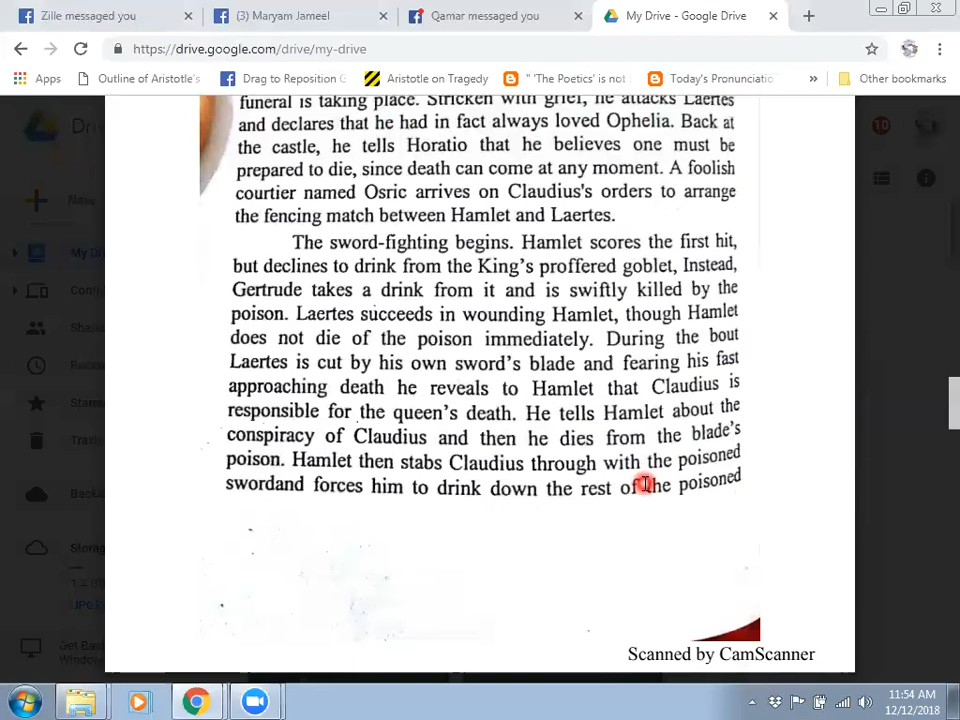 Zille messaged you
(3) Maryam Jameel
Qamar messaged you
My Drive - Google Drive
https://drive.google.com/drive/my-drive
Apps Outline of Aristotle's Drag to Reposition Aristotle on Tragedy " 'The Poetics' is not Today's Pronunciatio » Other bookmarks
funeral is taking place. Stricken with grief, he attacks Laertes
and declares that he had in fact always loved Ophelia. Back at
the castle, he tells Horatio that he believes one must be
prepared to die, since death can come at any moment. A foolish
courtier named Osric arrives on Claudius's orders to arrange
the fencing match between Hamlet and Laertes.
The sword-fighting begins. Hamlet scores the first hit,
but declines to drink from the King's proffered goblet, Instead,
Gertrude takes a drink from it and is swiftly killed by the
poison. Laertes succeeds in wounding Hamlet, though Hamlet
does not die of the poison immediately. During the bout
Laertes is cut by his own sword's blade and fearing his fast
approaching death he reveals to Hamlet that Claudius is
responsible for the queen's death. He tells Hamlet about the
conspiracy of Claudius and then he dies from the blade's
poison. Hamlet then stabs Claudius through with the poisoned
swordand forces him to drink down the rest of the poisoned
Scanned by CamScanner
10
New
My
Storag
Get Ba
Window
11:54 AM
12/12/2018